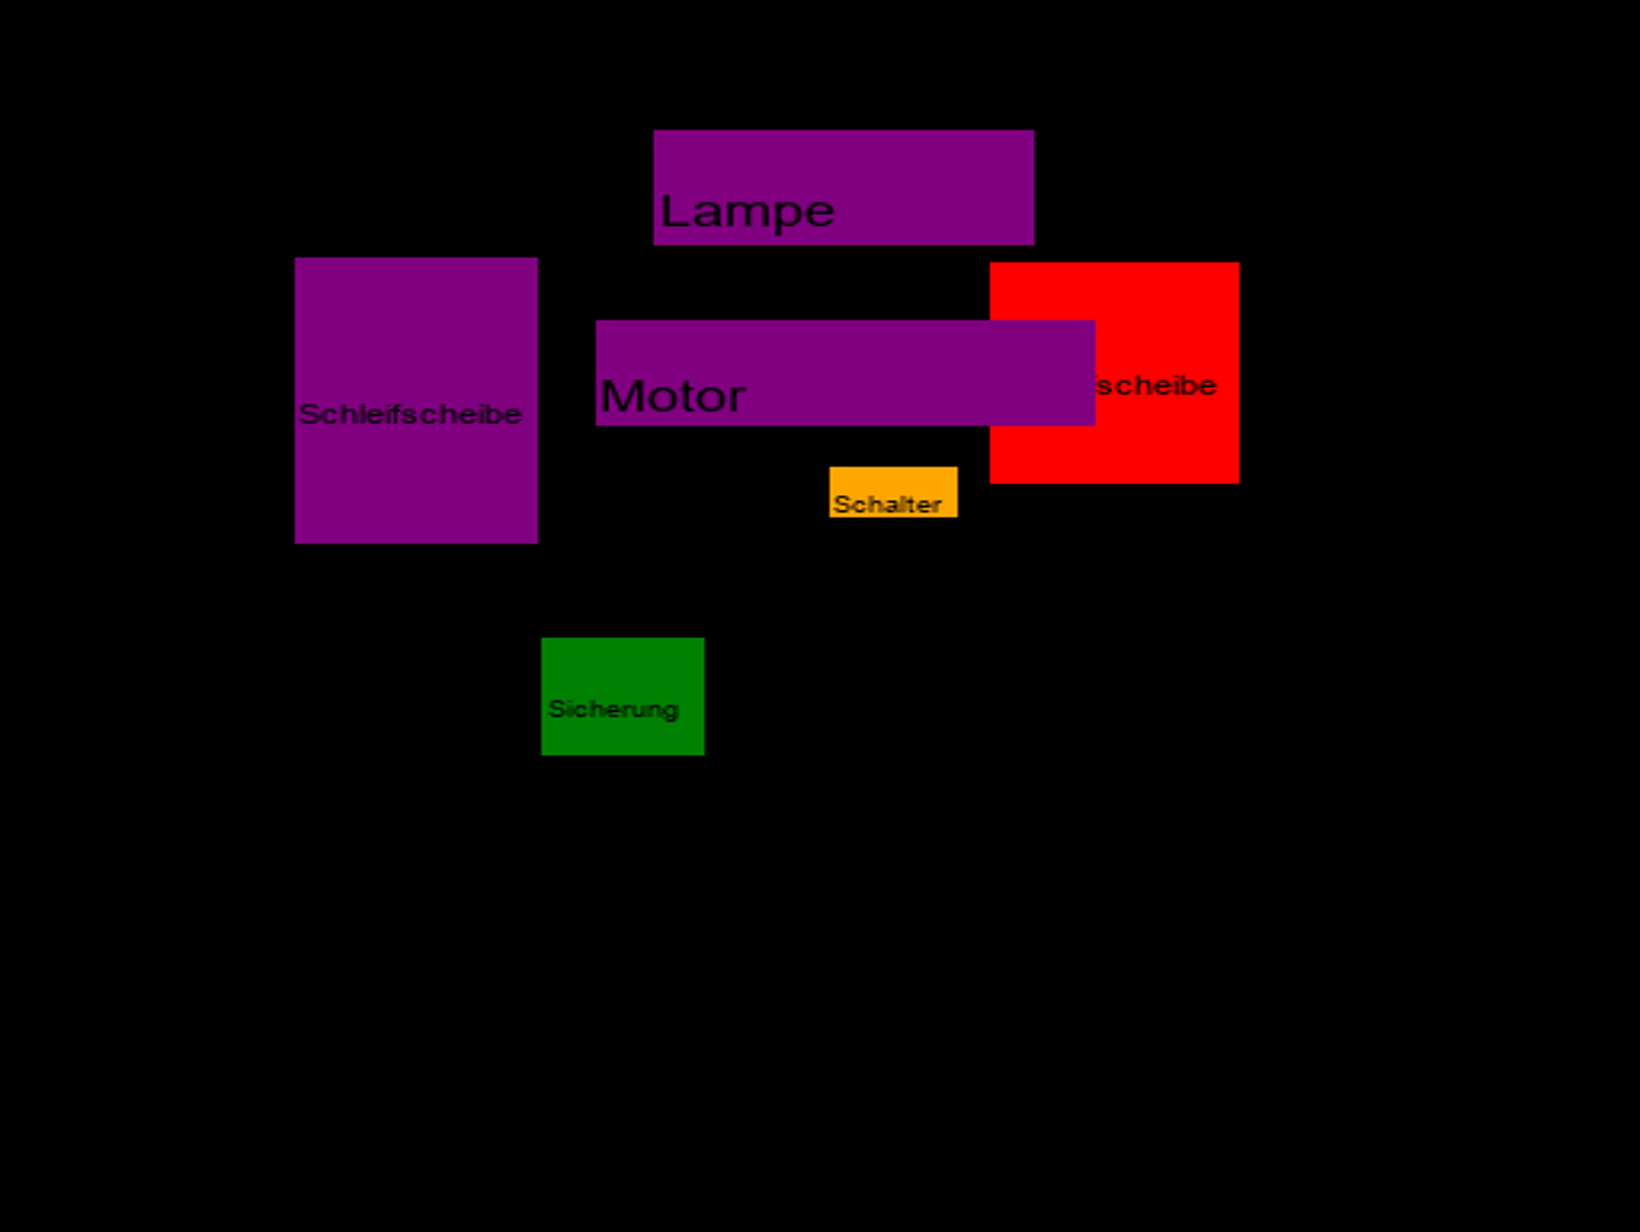 Lampe
Schleifscheibe
Motor
scheibe
Schalter
Sicherung